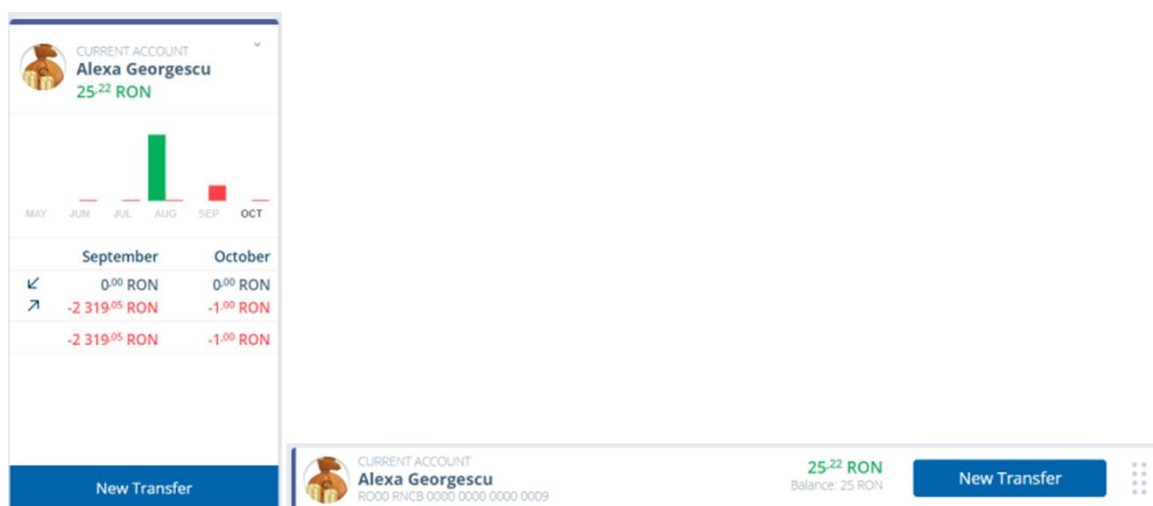 CURRENT ACCOUNT
Alexa Georgescu
25.22 RON
MAY JUN JUL AUG SEP OCT
September October
0.00 RON 0.00 RON
-2 319.05 RON -1.00 RON
-2 319.05 RON -1.00 RON
New Transfer
CURRENT ACCOUNT
Alexa Georgescu
RO00 RNCB 0000 0000 0000 0009
25.22 RON
Balance: 25 RON
New Transfer